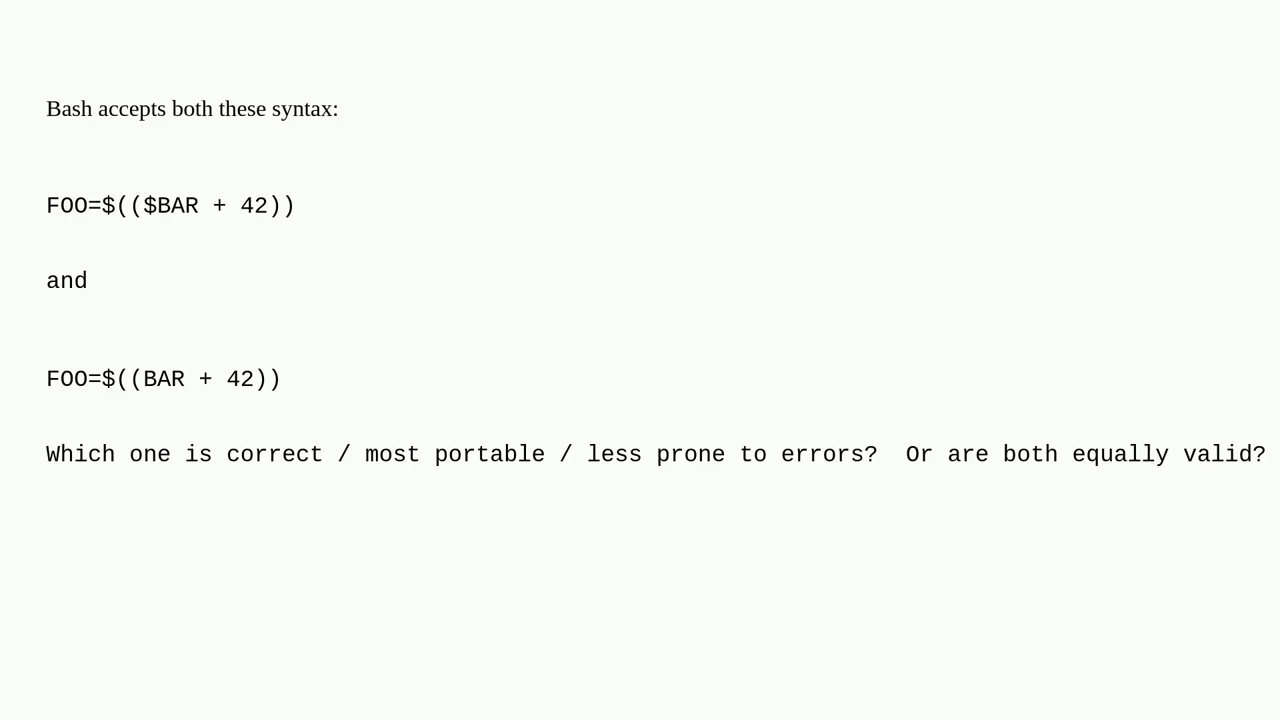 Bash accepts both these syntax:
FOO=$(($BAR + 42))
and
FOO=$((BAR + 42))
Which one is correct / most portable / less prone to errors?  Or are both equally valid?